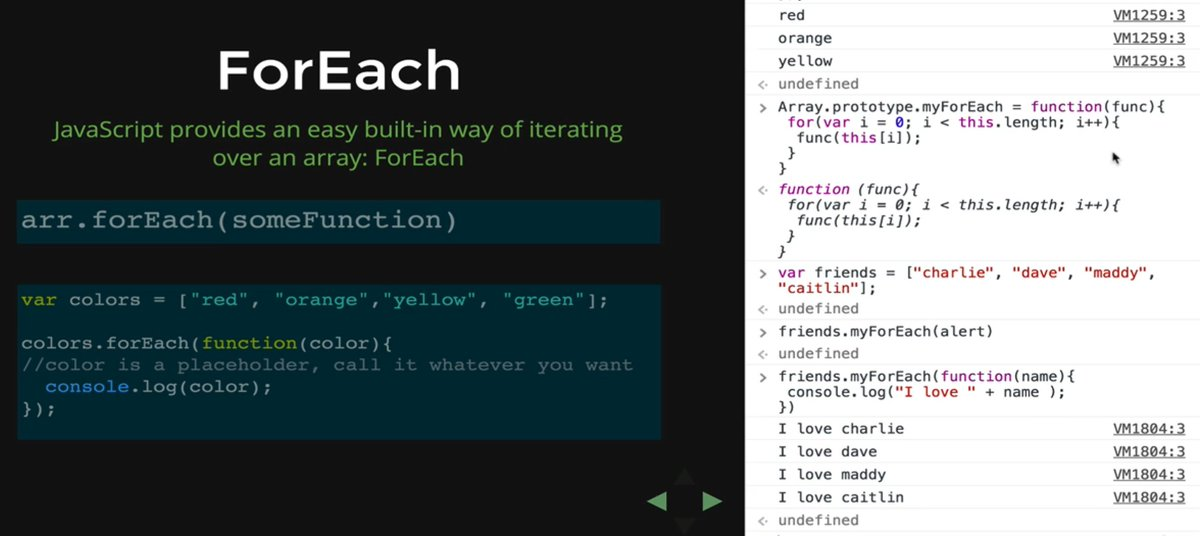 ForEach
JavaScript provides an easy built-in way of iterating
over an array: ForEach
arr.forEach(someFunction)
var colors = ["red", "orange","yellow", "green"];
colors.forEach(function(color){
//color is a placeholder, call it whatever you want
console.log(color);
});
red VM1259:3
orange VM1259:3
yellow VM1259:3
undefined
Array.prototype.myForEach = function(func){
for(var i = 0; i < this.length; i++){
func(this[i]);
}
}
function (func){
for(var i = 0; i < this.length; i++){
func(this[i]);
}
}
var friends = ["charlie", "dave", "maddy",
"caitlin"];
undefined
friends.myForEach(alert)
undefined
friends.myForEach(function(name){
console.log("I love " + name );
})
I love charlie VM1804:3
I love dave VM1804:3
I love maddy VM1804:3
I love caitlin VM1804:3
undefined